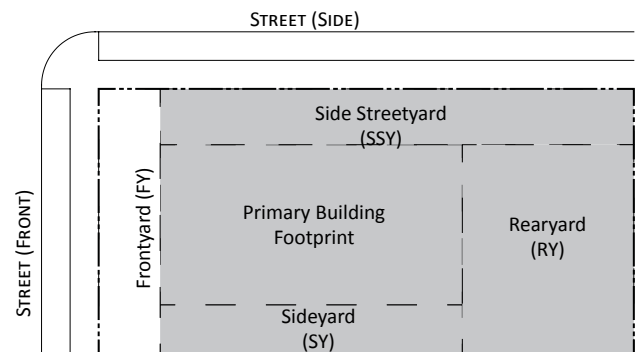 STREET (SIDE)
Side Streetyard
(SSY)
STREET (FRONT)
Frontyard (FY)
Primary Building
Footprint
Rearyard
(RY)
Sideyard
(SY)